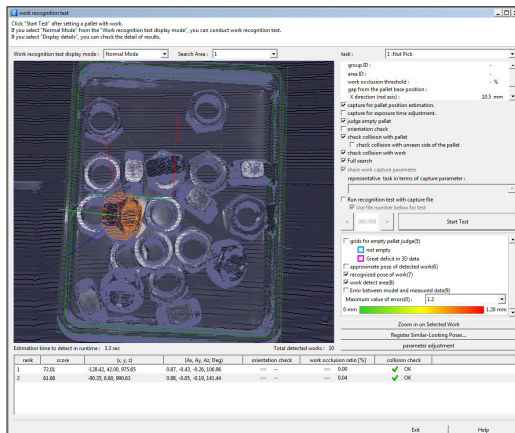 work recognition test
Click "Start Test" after setting a pallet with work.
If you select "Normal Mode" from the "Work recognition test display mode", you can conduct work recognition test.
If you select "Display details", you can check the detail of results.
Work recognition test display mode : Normal Mode Search Area : 1 task : 1 :Nut Pick
group ID : -
area ID : -
work occlusion threshold : - %
gap from the pallet base position :
X direction (red axis) : 10.5 mm
capture for pallet position estimation.
capture for exposure time adjustment.
judge empty pallet
orientation check
check collision with pallet
check collision with unseen side of the pallet
check collision with work
Full search
share work capture parameter
representative task in terms of capture parameter :
Run recognition test with capture file
Use file number below for test
< 000/000 > Start Test
grids for empty pallet judge(5)
not empty
Great deficit in 3D data
approximate pose of detected work(6)
recognized pose of work(7)
work detect area(8)
Error between model and measured data(9)
Maximum value of errors(0) : 1.2
0 mm 1.20 mm
Zoom in on Selected Work
Register Similar-Looking Poses...
parameter adjustment
Estimation time to detect in runtime : 3.3 sec Total detected works : 10
rank score (x, y, z) (Ax, Ay, Az, Deg) orientation check work occlusion ratio [%] collision check
1 72.01 -128.42, 42.00, 975.65 0.87, -0.43, -0.26, 106.96 -- 0.00 OK
2 61.66 -90.25, 6.80, 990.63 0.98, -0.05, -0.19, 141.44 -- 0.04 OK
Exit Help